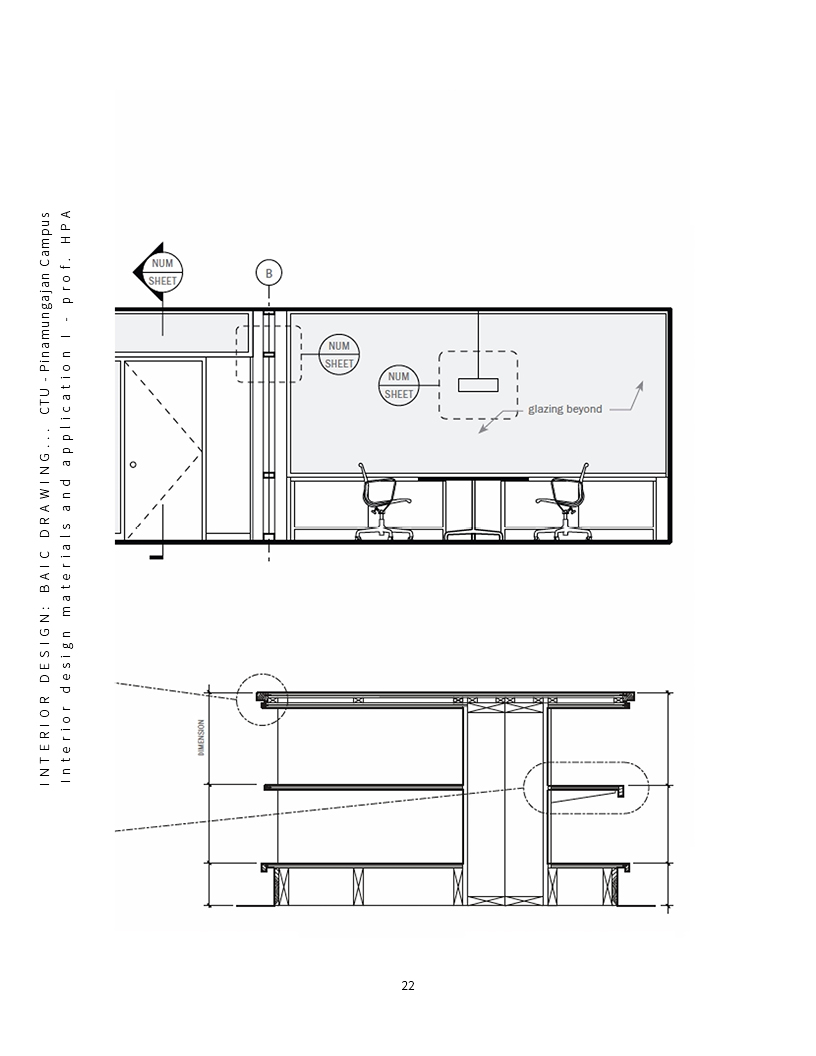 INTERIOR DESIGN: BAIC DRAWING... CTU - Pinamungajan Campus
Interior design materials and application I - prof. HPA
NUM
SHEET
B
NUM
SHEET
NUM
SHEET
glazing beyond
DIMENSION
22